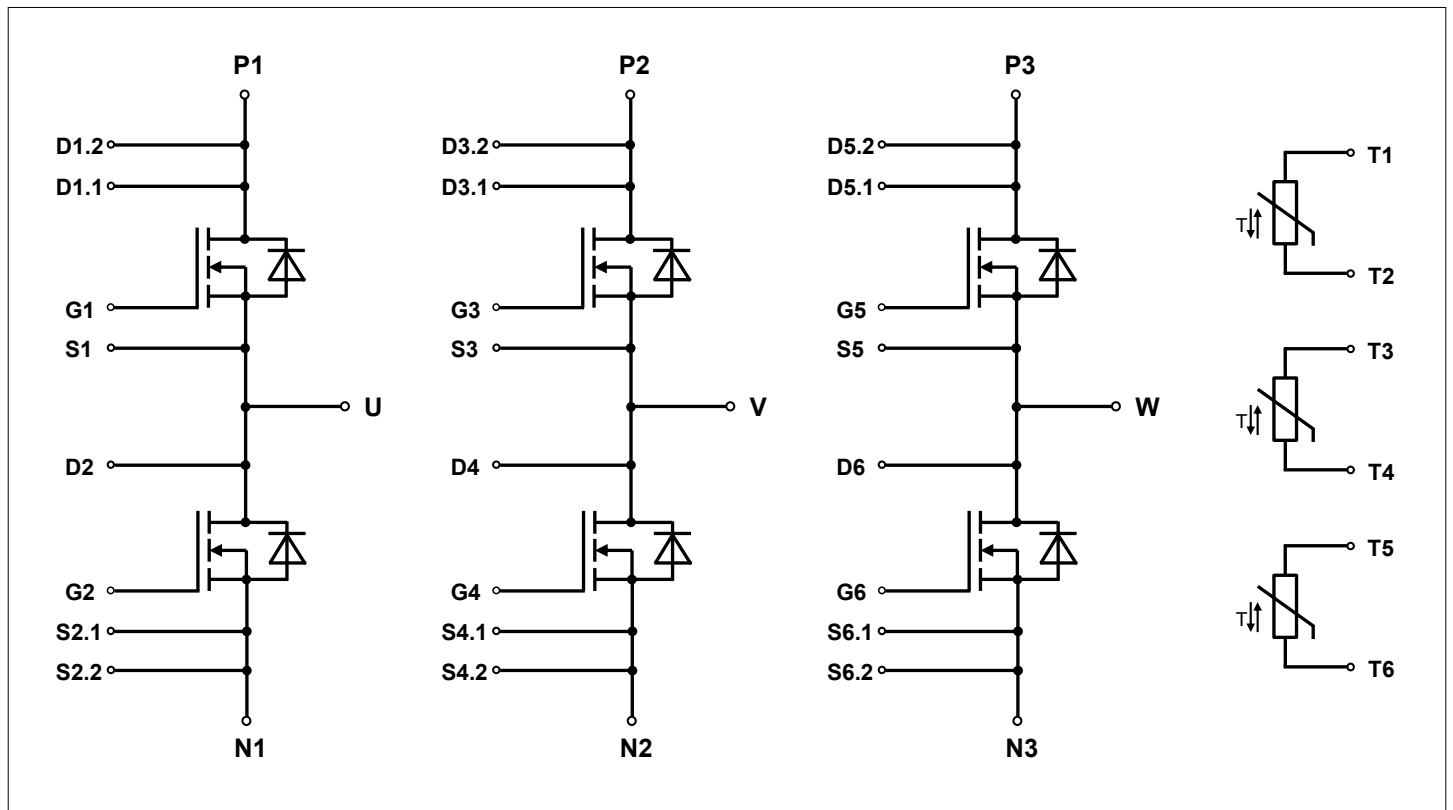 P1 P2 P3
D1.2 D3.2 D5.2 T1
D1.1 D3.1 D5.1
T
T2
G1 G3 G5
S1 S3 S5 T3
U V W
T
D2 D4 D6 T4
T5
G2 G4 G6
T
S2.1 S4.1 S6.1
S2.2 S4.2 S6.2 T6
N1 N2 N3